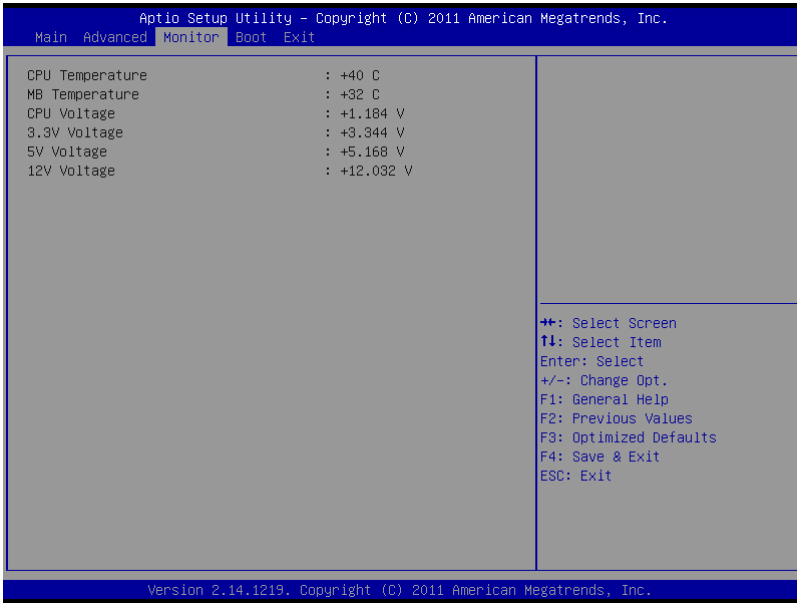 Aptio Setup Utility – Copyright (C) 2011 American Megatrends, Inc.
Main Advanced Monitor Boot Exit
CPU Temperature : +40 C
MB Temperature : +32 C
CPU Voltage : +1.184 V
3.3V Voltage : +3.344 V
5V Voltage : +5.168 V
12V Voltage : +12.032 V
→←: Select Screen
↑↓: Select Item
Enter: Select
+/-: Change Opt.
F1: General Help
F2: Previous Values
F3: Optimized Defaults
F4: Save & Exit
ESC: Exit
Version 2.14.1219. Copyright (C) 2011 American Megatrends, Inc.